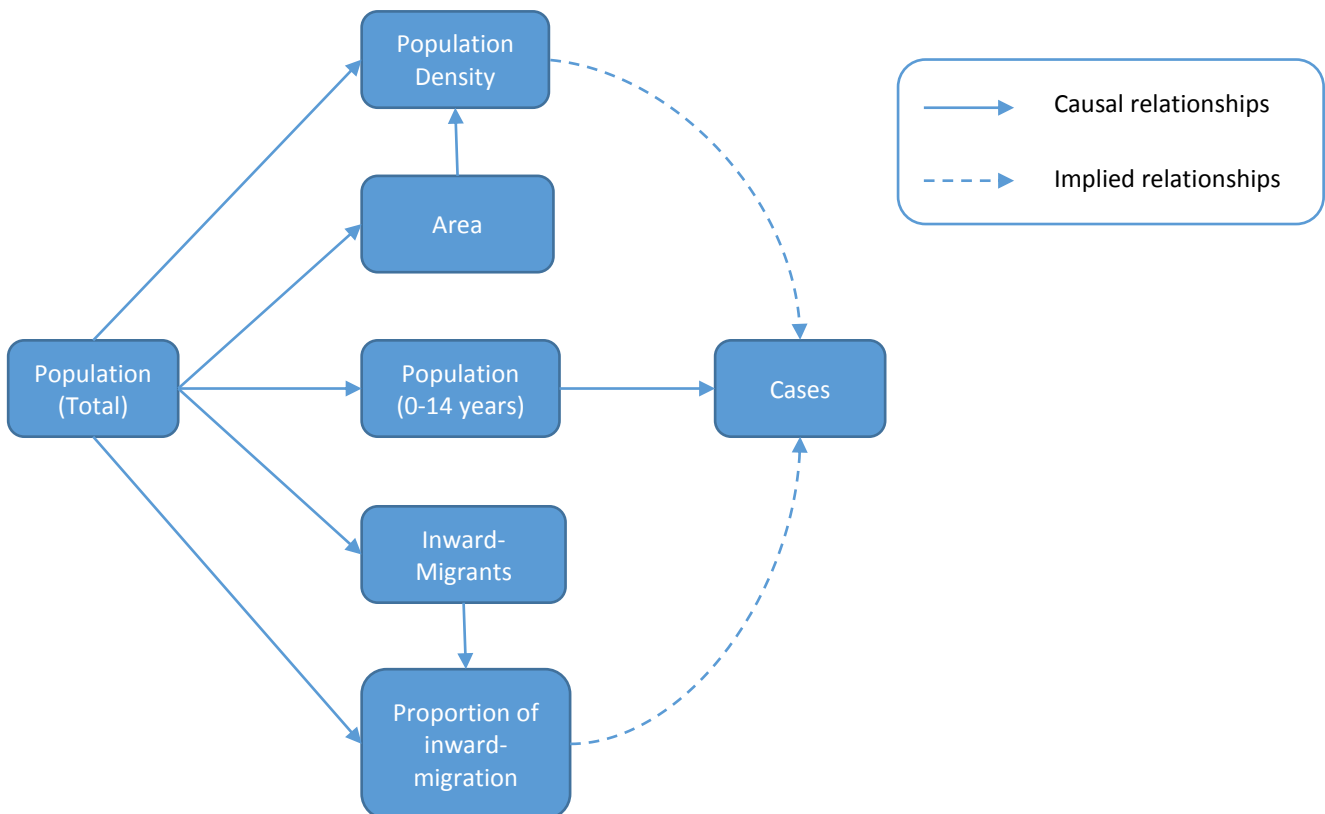 Population
Density
Causal relationships
Implied relationships
Area
Population
(Total)
Population
(0-14 years)
Cases
Inward-
Migrants
Proportion of
inward-
migration